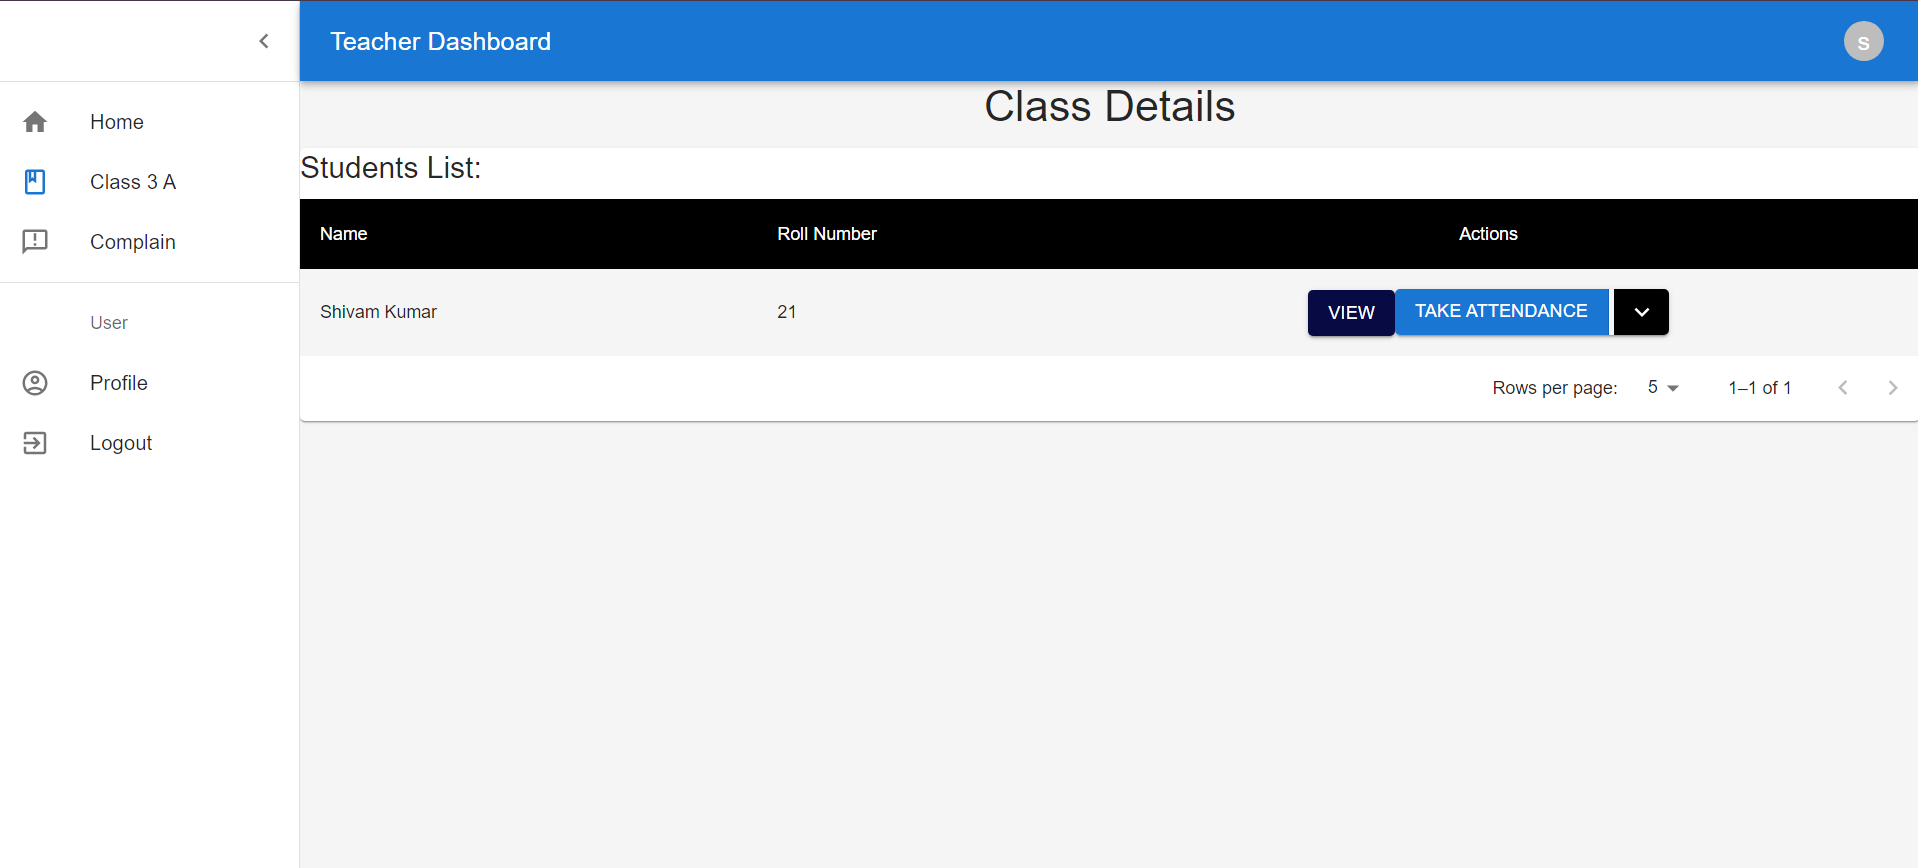 Teacher Dashboard
S
Home
Class 3 A
Complain
User
Profile
Logout
Class Details
Students List:
Name Roll Number Actions
Shivam Kumar 21 VIEW TAKE ATTENDANCE
Rows per page: 5 1–1 of 1